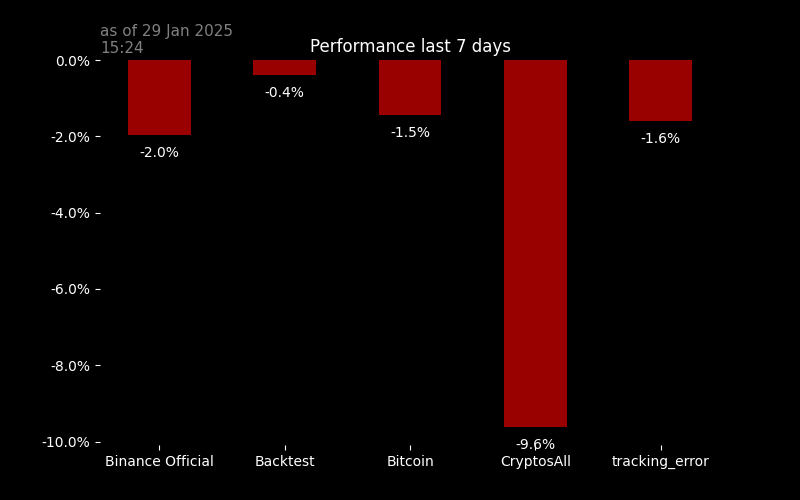 as of 29 Jan 2025
15:24
Performance last 7 days
0.0%
-2.0%
-4.0%
-6.0%
-8.0%
-10.0%
-2.0%
-0.4%
-1.5%
-9.6%
-1.6%
Binance Official
Backtest
Bitcoin
CryptosAll
tracking_error